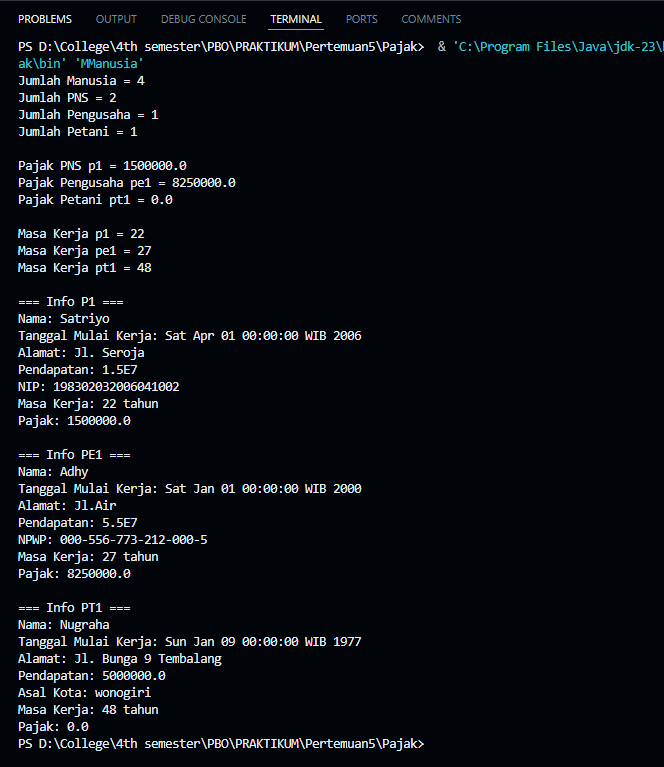 PROBLEMS OUTPUT DEBUG CONSOLE TERMINAL PORTS COMMENTS
PS D:\College\4th semester\PBO\PRAKTIKUM\Pertemuan5\Pajak> & 'C:\Program Files\Java\jdk-23\
ak\bin' 'MManusia'
Jumlah Manusia = 4
Jumlah PNS = 2
Jumlah Pengusaha = 1
Jumlah Petani = 1
Pajak PNS p1 = 1500000.0
Pajak Pengusaha pe1 = 8250000.0
Pajak Petani pt1 = 0.0
Masa Kerja p1 = 22
Masa Kerja pe1 = 27
Masa Kerja pt1 = 48
=== Info P1 ===
Nama: Satriyo
Tanggal Mulai Kerja: Sat Apr 01 00:00:00 WIB 2006
Alamat: Jl. Seroja
Pendapatan: 1.5E7
NIP: 198302032006041002
Masa Kerja: 22 tahun
Pajak: 1500000.0
=== Info PE1 ===
Nama: Adhy
Tanggal Mulai Kerja: Sat Jan 01 00:00:00 WIB 2000
Alamat: Jl.Air
Pendapatan: 5.5E7
NPWP: 000-556-773-212-000-5
Masa Kerja: 27 tahun
Pajak: 8250000.0
=== Info PT1 ===
Nama: Nugraha
Tanggal Mulai Kerja: Sun Jan 09 00:00:00 WIB 1977
Alamat: Jl. Bunga 9 Tembalang
Pendapatan: 5000000.0
Asal Kota: wonogiri
Masa Kerja: 48 tahun
Pajak: 0.0
PS D:\College\4th semester\PBO\PRAKTIKUM\Pertemuan5\Pajak>